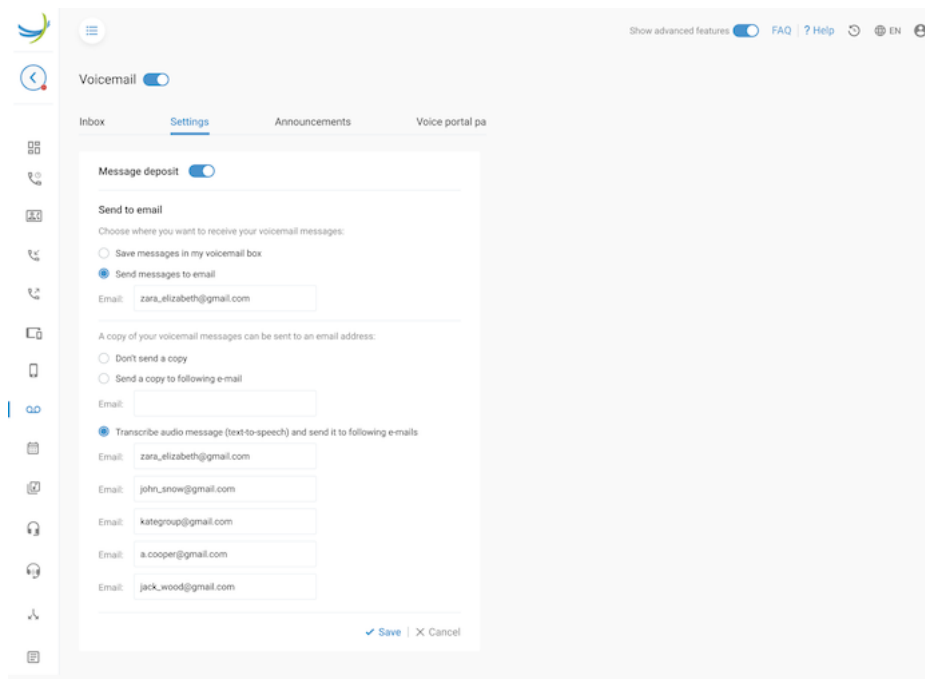 Show advanced features FAQ | ? Help EN
Voicemail
Inbox Settings Announcements Voice portal pa
Message deposit
Send to email
Choose where you want to receive your voicemail messages:
Save messages in my voicemail box
Send messages to email
Email: zara_elizabeth@gmail.com
A copy of your voicemail messages can be sent to an email address:
Don't send a copy
Send a copy to following e-mail
Email:
Transcribe audio message (text-to-speech) and send it to following e-mails
Email: zara_elizabeth@gmail.com
Email: john_snow@gmail.com
Email: kategroup@gmail.com
Email: a.cooper@gmail.com
Email: jack_wood@gmail.com
Save | Cancel